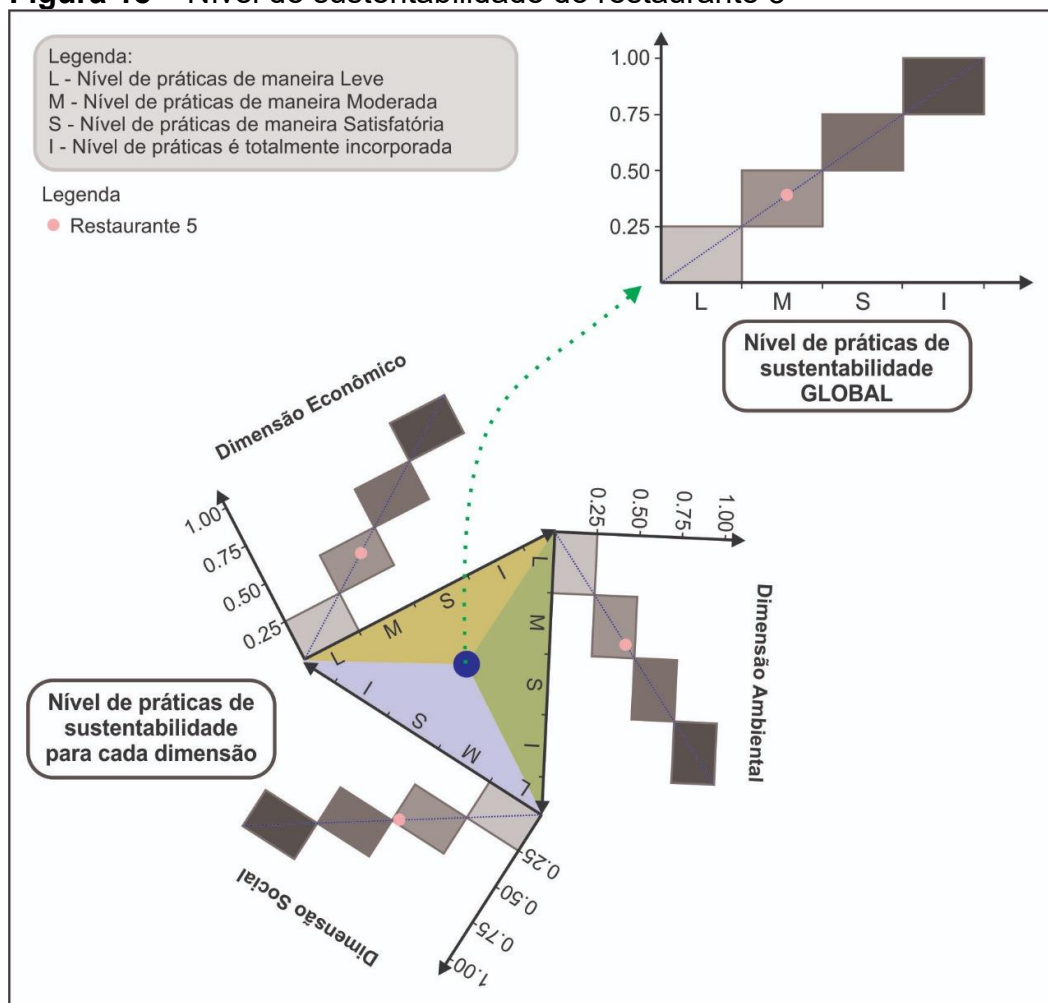 Legenda:
L - Nível de práticas de maneira Leve
M - Nível de práticas de maneira Moderada
S - Nível de práticas de maneira Satisfatória
I - Nível de práticas é totalmente incorporada
Legenda
Restaurante 5
1.00
0.75
0.50
0.25
L M S I
Nível de práticas de
sustentabilidade
GLOBAL
Dimensão Econômico
1.00
0.75
0.50
0.25
L M S I
0.25
0.50
0.75
1.00
L M S I
Dimensão Ambiental
Nível de práticas de
sustentabilidade
para cada dimensão
L M S I
0.25
0.50
0.75
1.00
Dimensão Social